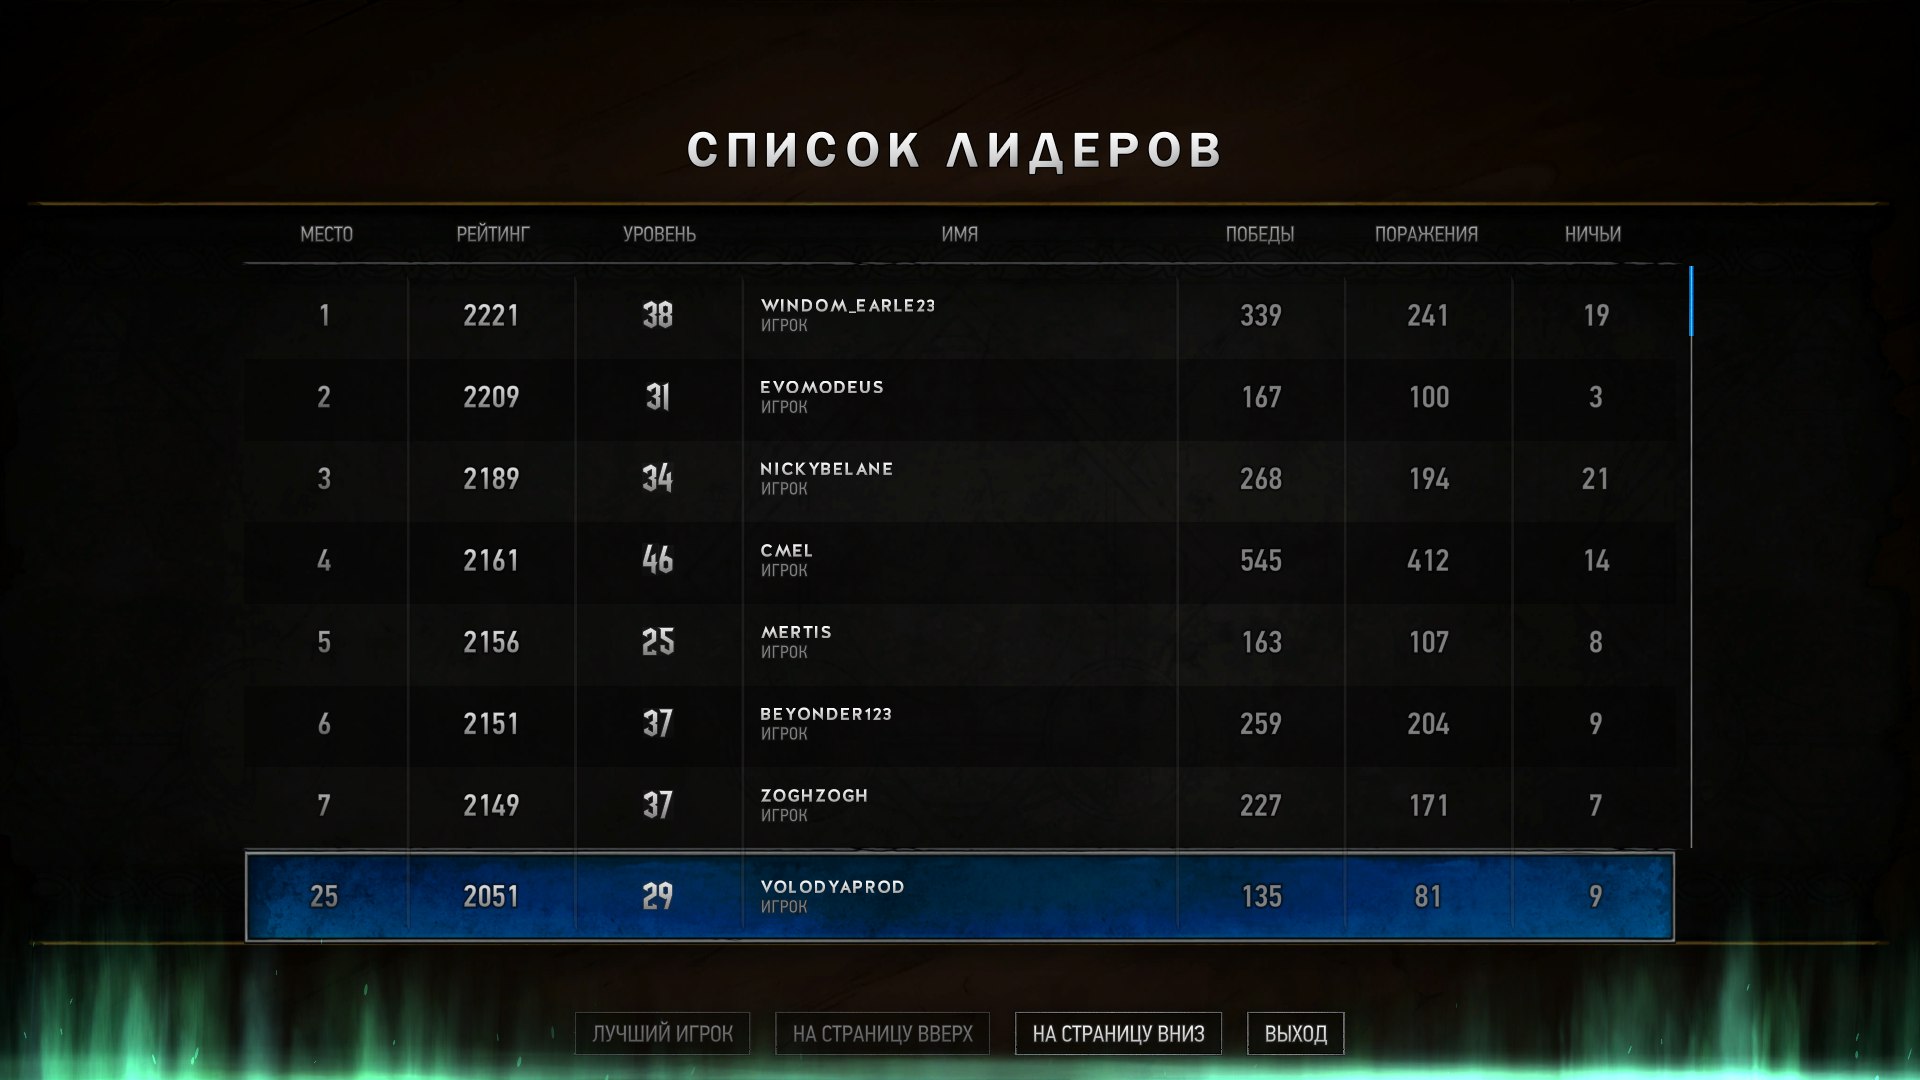 СПИСОК ЛИДЕРОВ
МЕСТО РЕЙТИНГ УРОВЕНЬ ИМЯ ПОБЕДЫ ПОРАЖЕНИЯ НИЧЬИ
1 2221 38 WINDOM_EARLE23 339 241 19
ИГРОК
2 2209 31 EVOMODEUS 167 100 3
ИГРОК
3 2189 34 NICKYBELANE 268 194 21
ИГРОК
4 2161 46 CMEL 545 412 14
ИГРОК
5 2156 25 MERTIS 163 107 8
ИГРОК
6 2151 37 BEYONDER123 259 204 9
ИГРОК
7 2149 37 ZOGHZOGH 227 171 7
ИГРОК
25 2051 29 VOLODYAPROD 135 81 9
ИГРОК
ЛУЧШИЙ ИГРОК НА СТРАНИЦУ ВВЕРХ НА СТРАНИЦУ ВНИЗ ВЫХОД